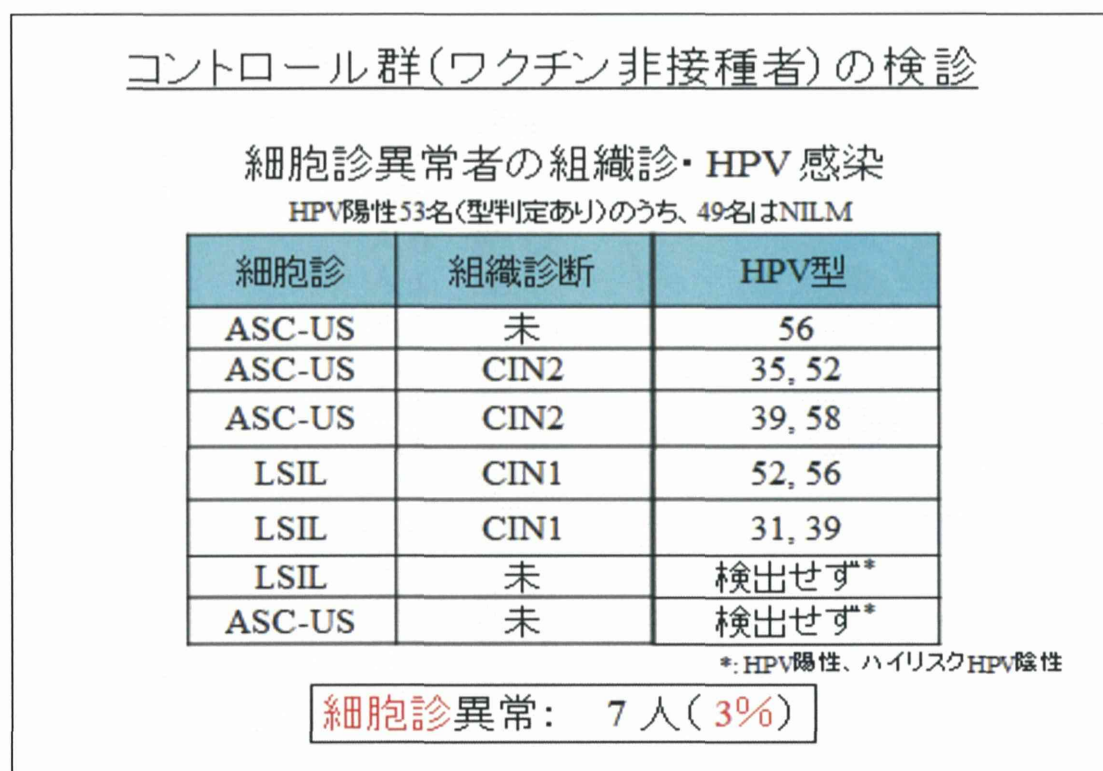 コントロール群(ワクチン非接種者)の検診
細胞診異常者の組織診・HPV 感染
HPV陽性53名(型判定あり)のうち、49名はNILM
細胞診 組織診断 HPV型
ASC-US 未 56
ASC-US CIN2 35, 52
ASC-US CIN2 39, 58
LSIL CIN1 52, 56
LSIL CIN1 31, 39
LSIL 未 検出せず*
ASC-US 未 検出せず*
*: HPV陽性、ハイリスクHPV陰性
細胞診異常: 7 人( 3%)